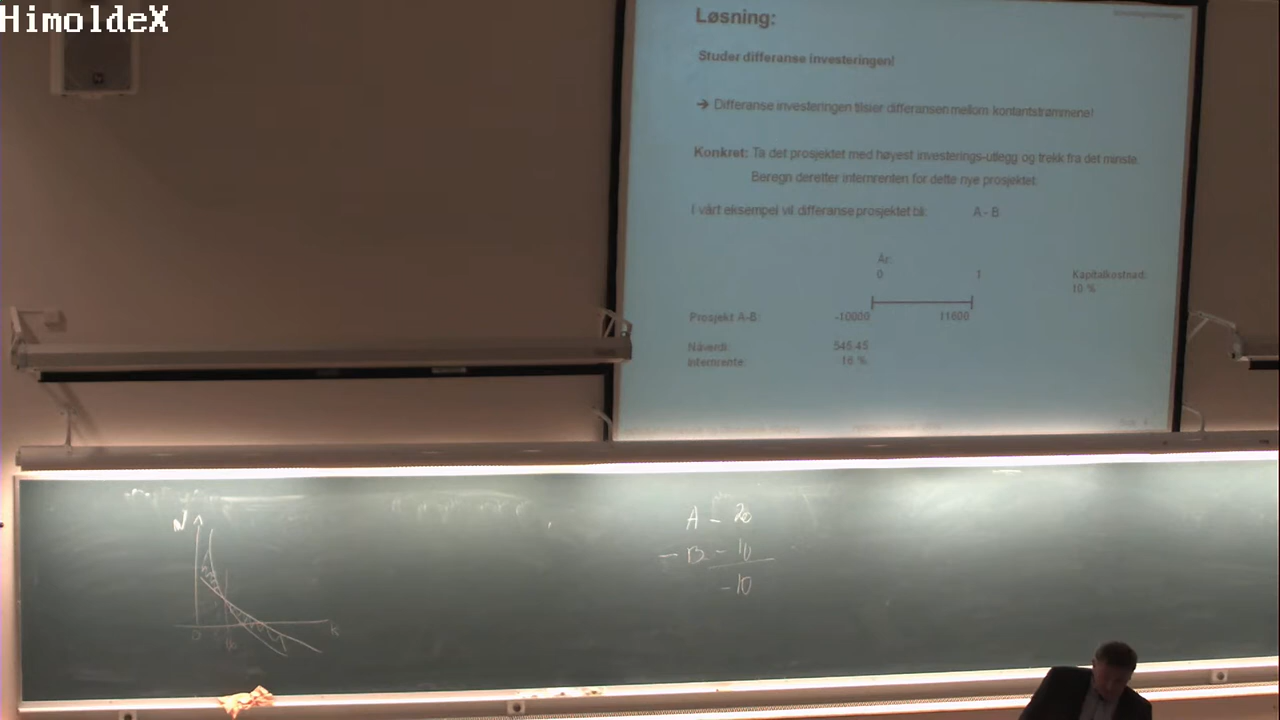 HimoldeX
Løsning:
Studer differanse investeringen!
→ Differanse investeringen tilsier differansen mellom kontantstrømmene!
Konkret: Ta det prosjektet med høyest investerings-utlegg og trekk fra det minste.
Beregn deretter internrenten for dette nye prosjektet
I vårt eksempel vil differanse prosjektet bli: A - B
År:
0 1 Kapitalkostnad:
10 %
Prosjekt A-B: -10000 11600
Nåverdi: 545.45
Internrente: 16 %
N
A - 20
- B - 10
-10
0 16 k